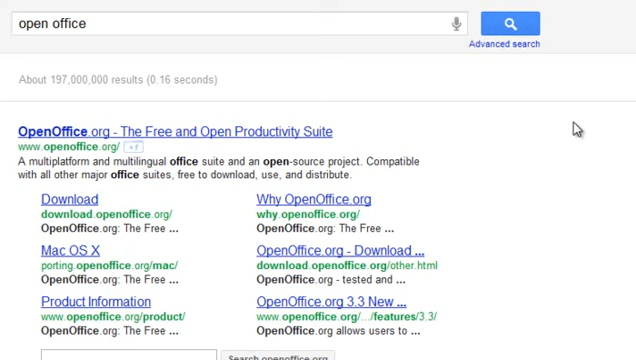 open office
Advanced search
About 197,000,000 results (0.16 seconds)
OpenOffice.org - The Free and Open Productivity Suite
www.openoffice.org/ +1
A multiplatform and multilingual office suite and an open-source project. Compatible
with all other major office suites, free to download, use, and distribute.
Download
download.openoffice.org/
OpenOffice.org: The Free ...
Why OpenOffice.org
why.openoffice.org/
OpenOffice.org: The Free ...
Mac OS X
porting.openoffice.org/mac/
OpenOffice.org: The Free ...
OpenOffice.org - Download ...
download.openoffice.org/other.html
OpenOffice.org - tested and ...
Product Information
www.openoffice.org/product/
OpenOffice.org: The Free ...
OpenOffice.org 3.3 New ...
www.openoffice.org/.../features/3.3/
OpenOffice.org allows users to ...
Search openoffice.org